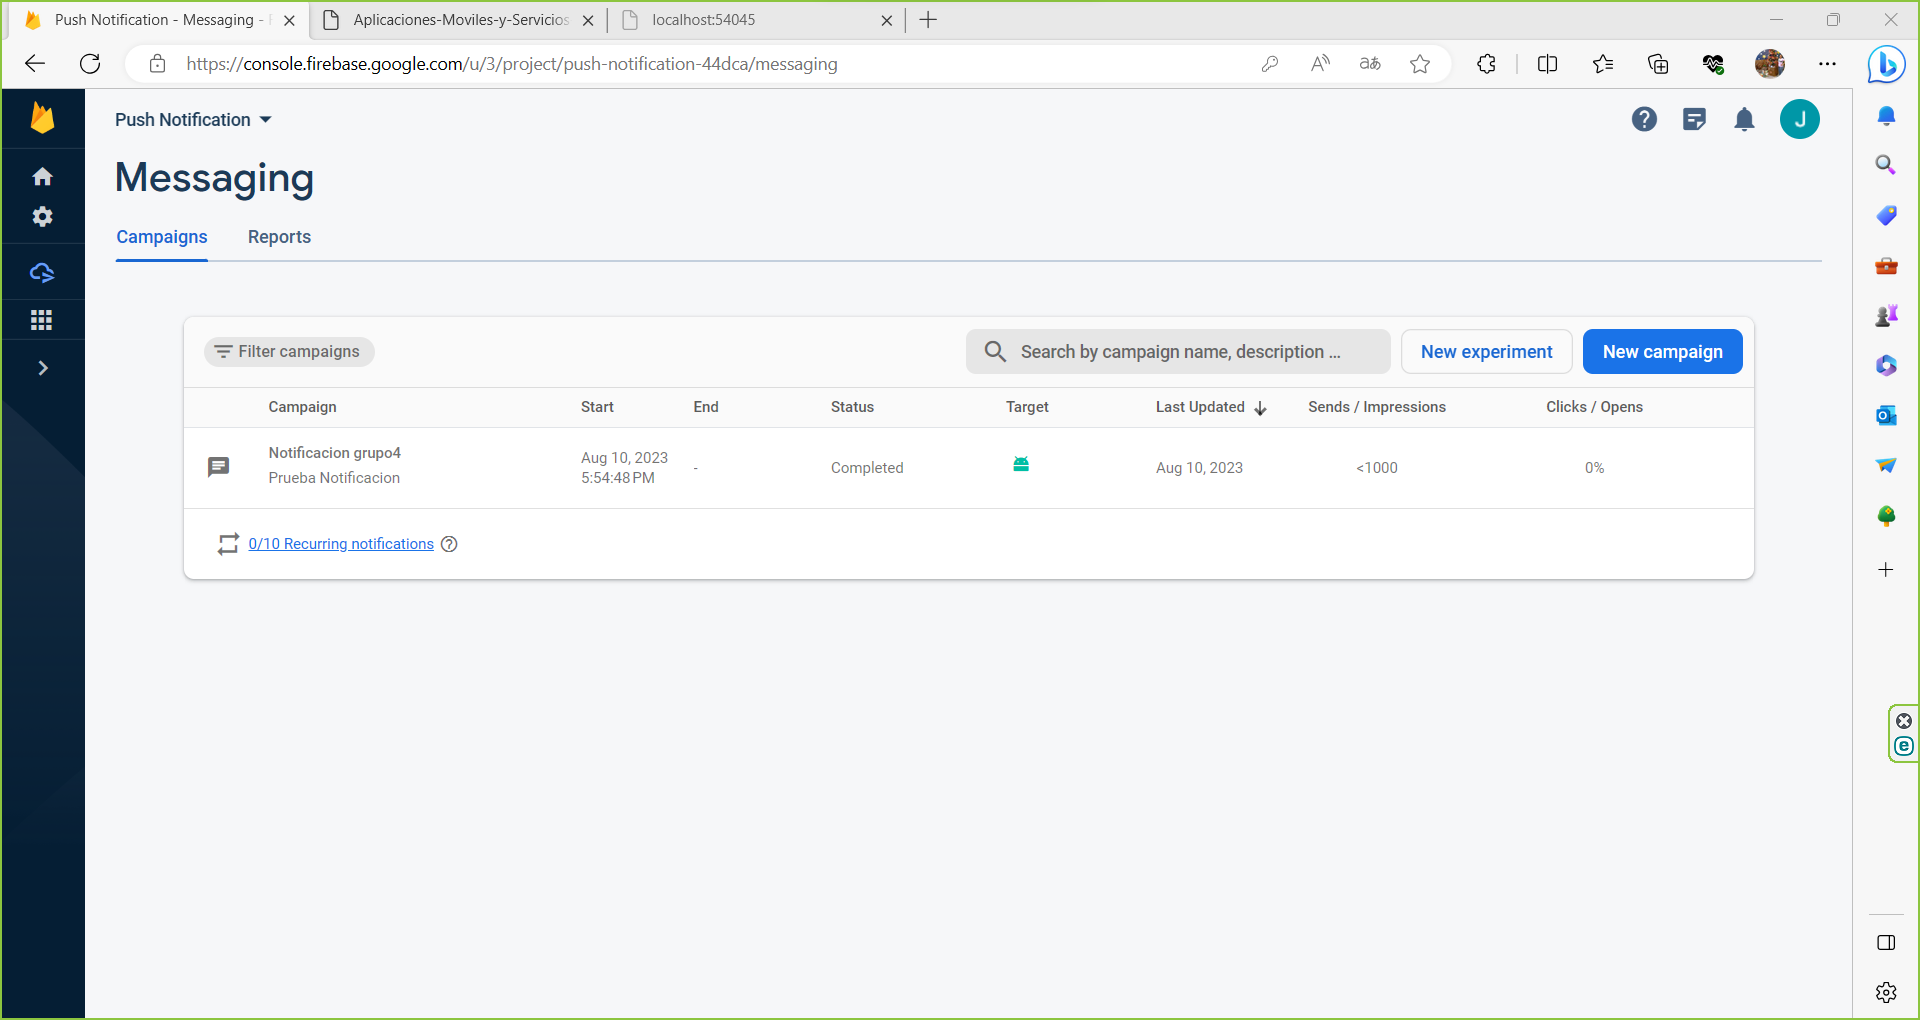 Push Notification - Messaging -
Aplicaciones-Moviles-y-Servicios
localhost:54045
https://console.firebase.google.com/u/3/project/push-notification-44dca/messaging
Push Notification
J
Messaging
Campaigns
Reports
Filter campaigns
Search by campaign name, description ...
New experiment
New campaign
Campaign
Start
End
Status
Target
Last Updated
Sends / Impressions
Clicks / Opens
Notificacion grupo4
Prueba Notificacion
Aug 10, 2023
5:54:48 PM
-
Completed
Aug 10, 2023
<1000
0%
0/10 Recurring notifications